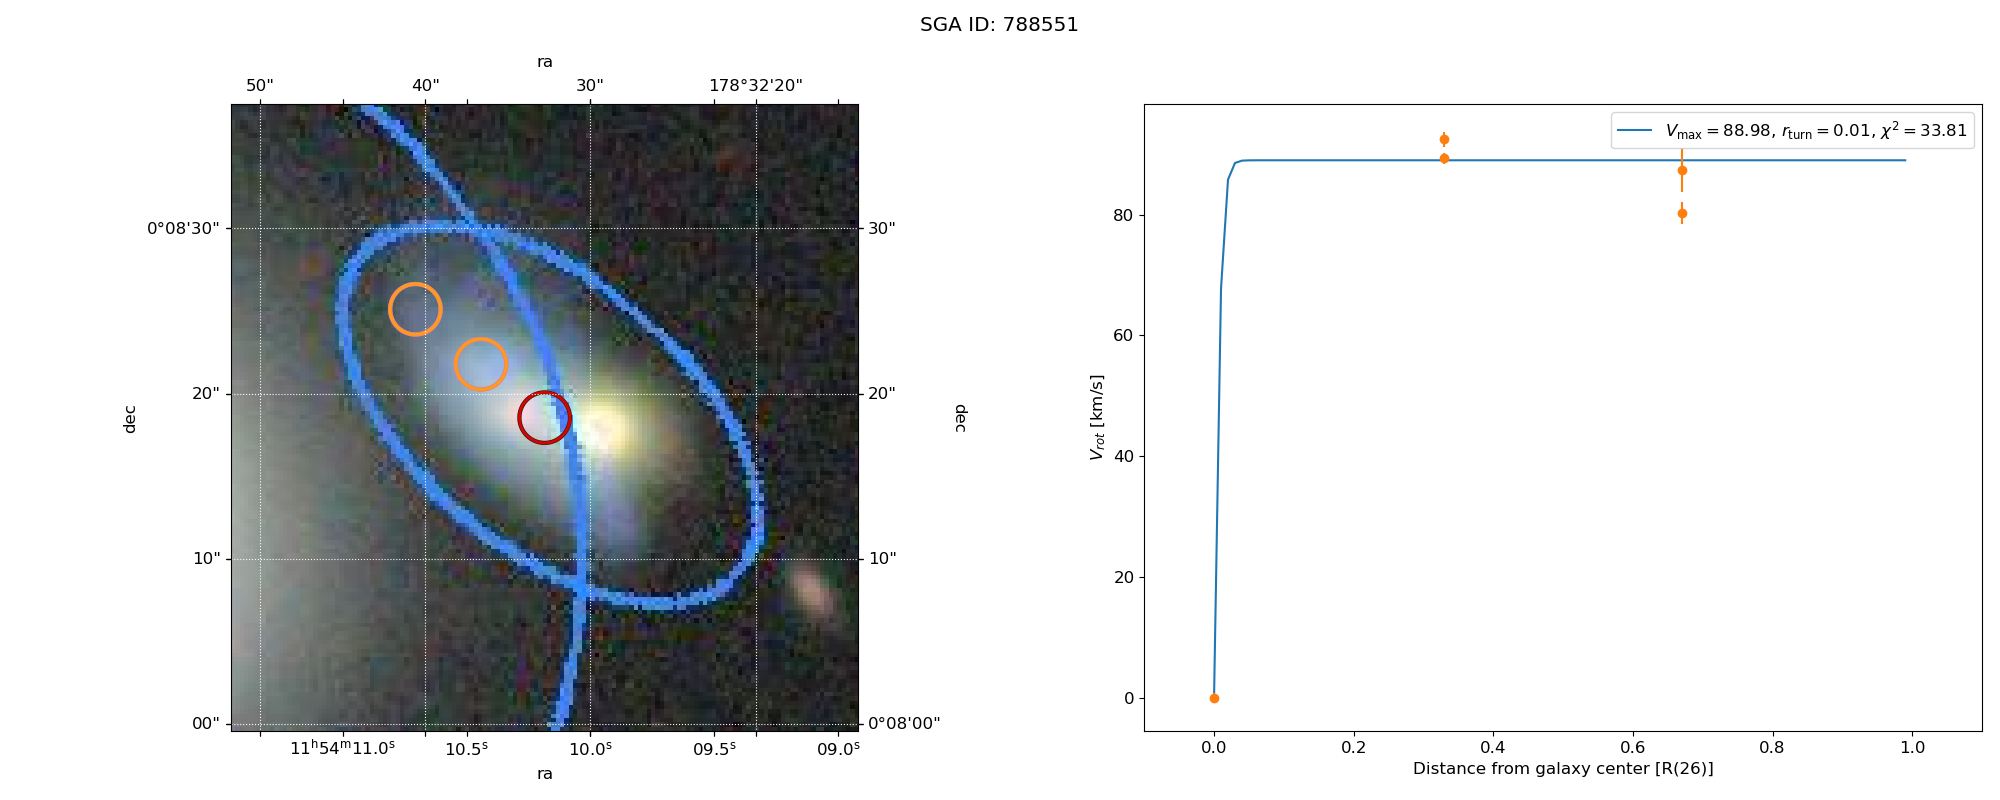 SGA ID: 788551
ra
50" 40" 30" 178°32'20"
0°08'30" 30"
20" 20"
10" 10"
00" 0°08'00"
dec
dec
11ʰ54ᵐ11.0ˢ 10.5ˢ 10.0ˢ 09.5ˢ 09.0ˢ
ra
V_max = 88.98, r_turn = 0.01, χ² = 33.81
80
60
40
20
0
V_rot [km/s]
0.0 0.2 0.4 0.6 0.8 1.0
Distance from galaxy center [R(26)]